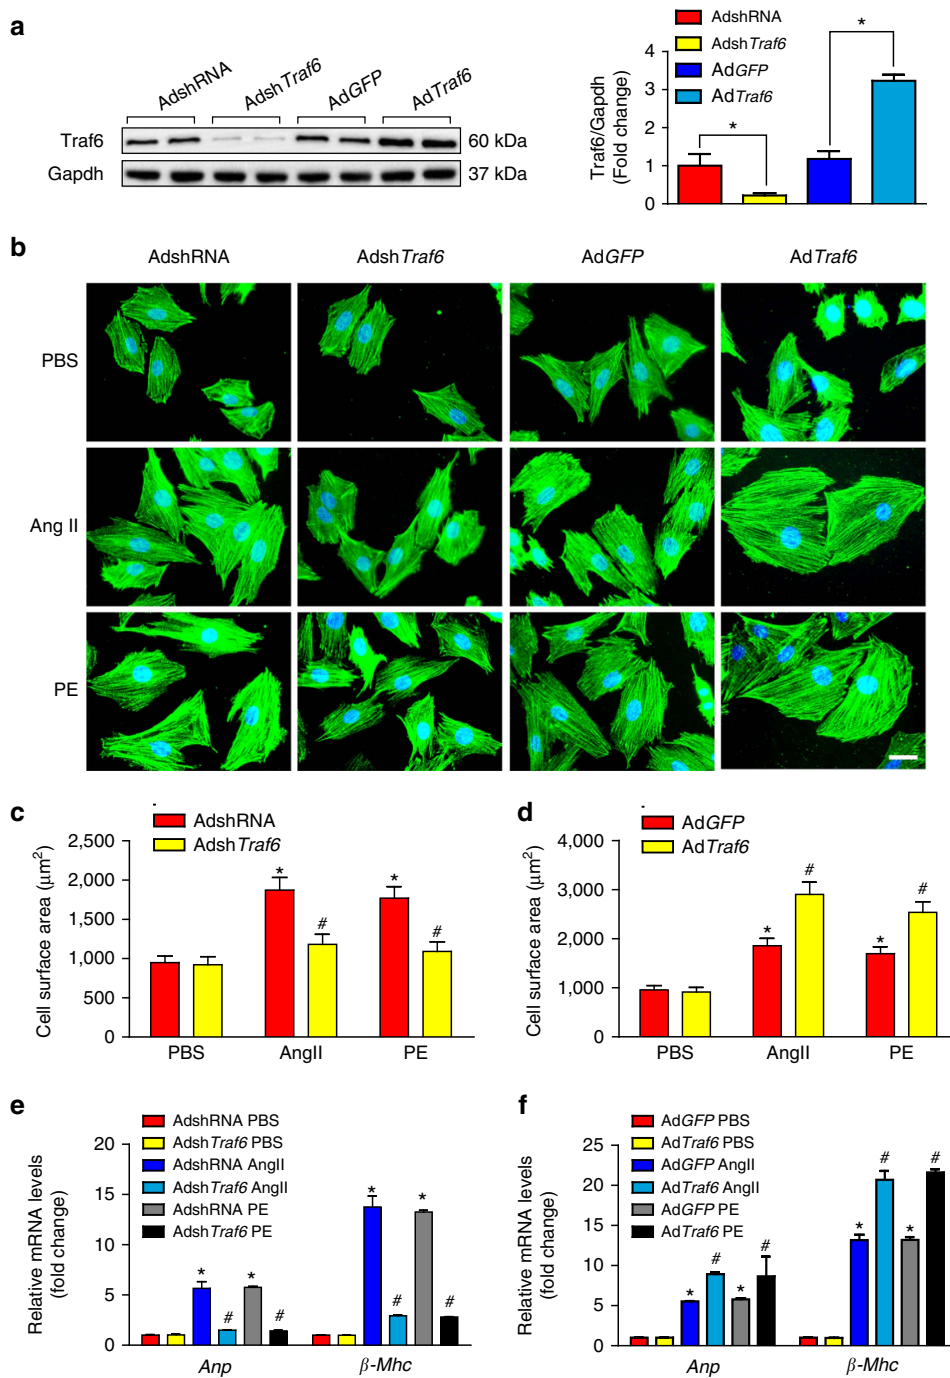 a
AdshRNA
AdshTraf6
AdGFP
AdTraf6
Traf6
60 kDa
Gapdh
37 kDa
AdshRNA
AdshTraf6
AdGFP
AdTraf6
Traf6/Gapdh
(Fold change)
4
3
2
1
0
*
*
b
AdshRNA
AdshTraf6
AdGFP
AdTraf6
PBS
Ang II
PE
c
AdshRNA
AdshTraf6
Cell surface area (μm²)
2,500
2,000
1,500
1,000
500
0
*
#
*
#
PBS
AngII
PE
d
AdGFP
AdTraf6
Cell surface area (μm²)
4,000
3,000
2,000
1,000
0
*
#
*
#
PBS
AngII
PE
e
AdshRNA PBS
AdshTraf6 PBS
AdshRNA AngII
AdshTraf6 AngII
AdshRNA PE
AdshTraf6 PE
Relative mRNA levels
(fold change)
20
15
10
5
0
*
#
*
#
*
#
*
#
Anp
β-Mhc
f
AdGFP PBS
AdTraf6 PBS
AdGFP AngII
AdTraf6 AngII
AdGFP PE
AdTraf6 PE
Relative mRNA levels
(fold change)
25
20
15
10
5
0
*
#
*
#
*
#
*
#
Anp
β-Mhc